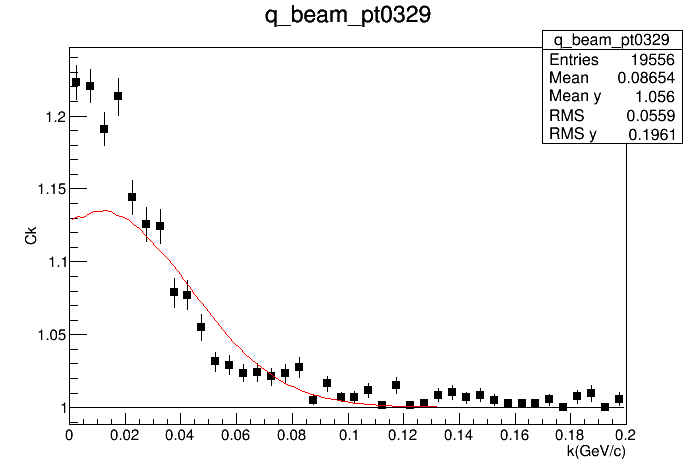 q_beam_pt0329
q_beam_pt0329
Entries 19556
Mean 0.08654
Mean y 1.056
RMS 0.0559
RMS y 0.1961
Ck
1.2
1.15
1.1
1.05
1
0 0.02 0.04 0.06 0.08 0.1 0.12 0.14 0.16 0.18 0.2
k(GeV/c)